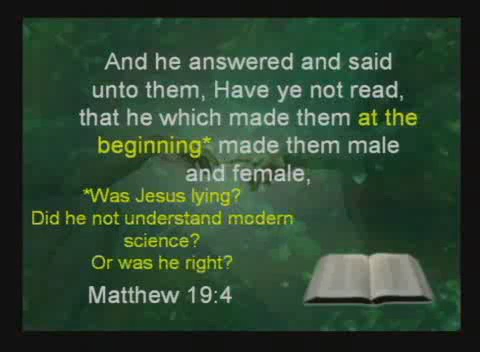 And he answered and said
unto them, Have ye not read,
that he which made them at the
beginning* made them male
and female,
*Was Jesus lying?
Did he not understand modern
science?
Or was he right?
Matthew 19:4